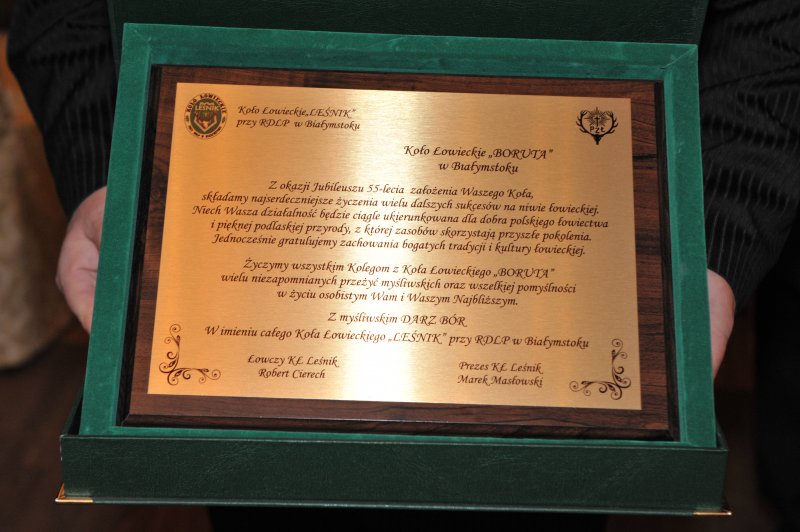 KOŁO ŁOWIECKIE
LEŚNIK
Koło Łowieckie „LEŚNIK"
przy RDLP w Białymstoku
PZŁ
Koło Łowieckie „BORUTA"
w Białymstoku
Z okazji Jubileuszu 55-lecia założenia Waszego Koła,
składamy najserdeczniejsze życzenia wielu dalszych sukcesów na niwie łowieckiej.
Niech Wasza działalność będzie ciągle ukierunkowana dla dobra polskiego łowiectwa
i pięknej podlaskiej przyrody, z której zasobów skorzystają przyszłe pokolenia.
Jednocześnie gratulujemy zachowania bogatych tradycji i kultury łowieckiej.
Życzymy wszystkim Kolegom z Koła Łowieckiego „BORUTA"
wielu niezapomnianych przeżyć myśliwskich oraz wszelkiej pomyślności
w życiu osobistym Wam i Waszym Najbliższym.
Z myśliwskim DARZ BÓR
W imieniu całego Koła Łowieckiego „LEŚNIK" przy RDLP w Białymstoku
Łowczy KŁ Leśnik
Robert Cierech
Prezes KŁ Leśnik
Marek Masłowski